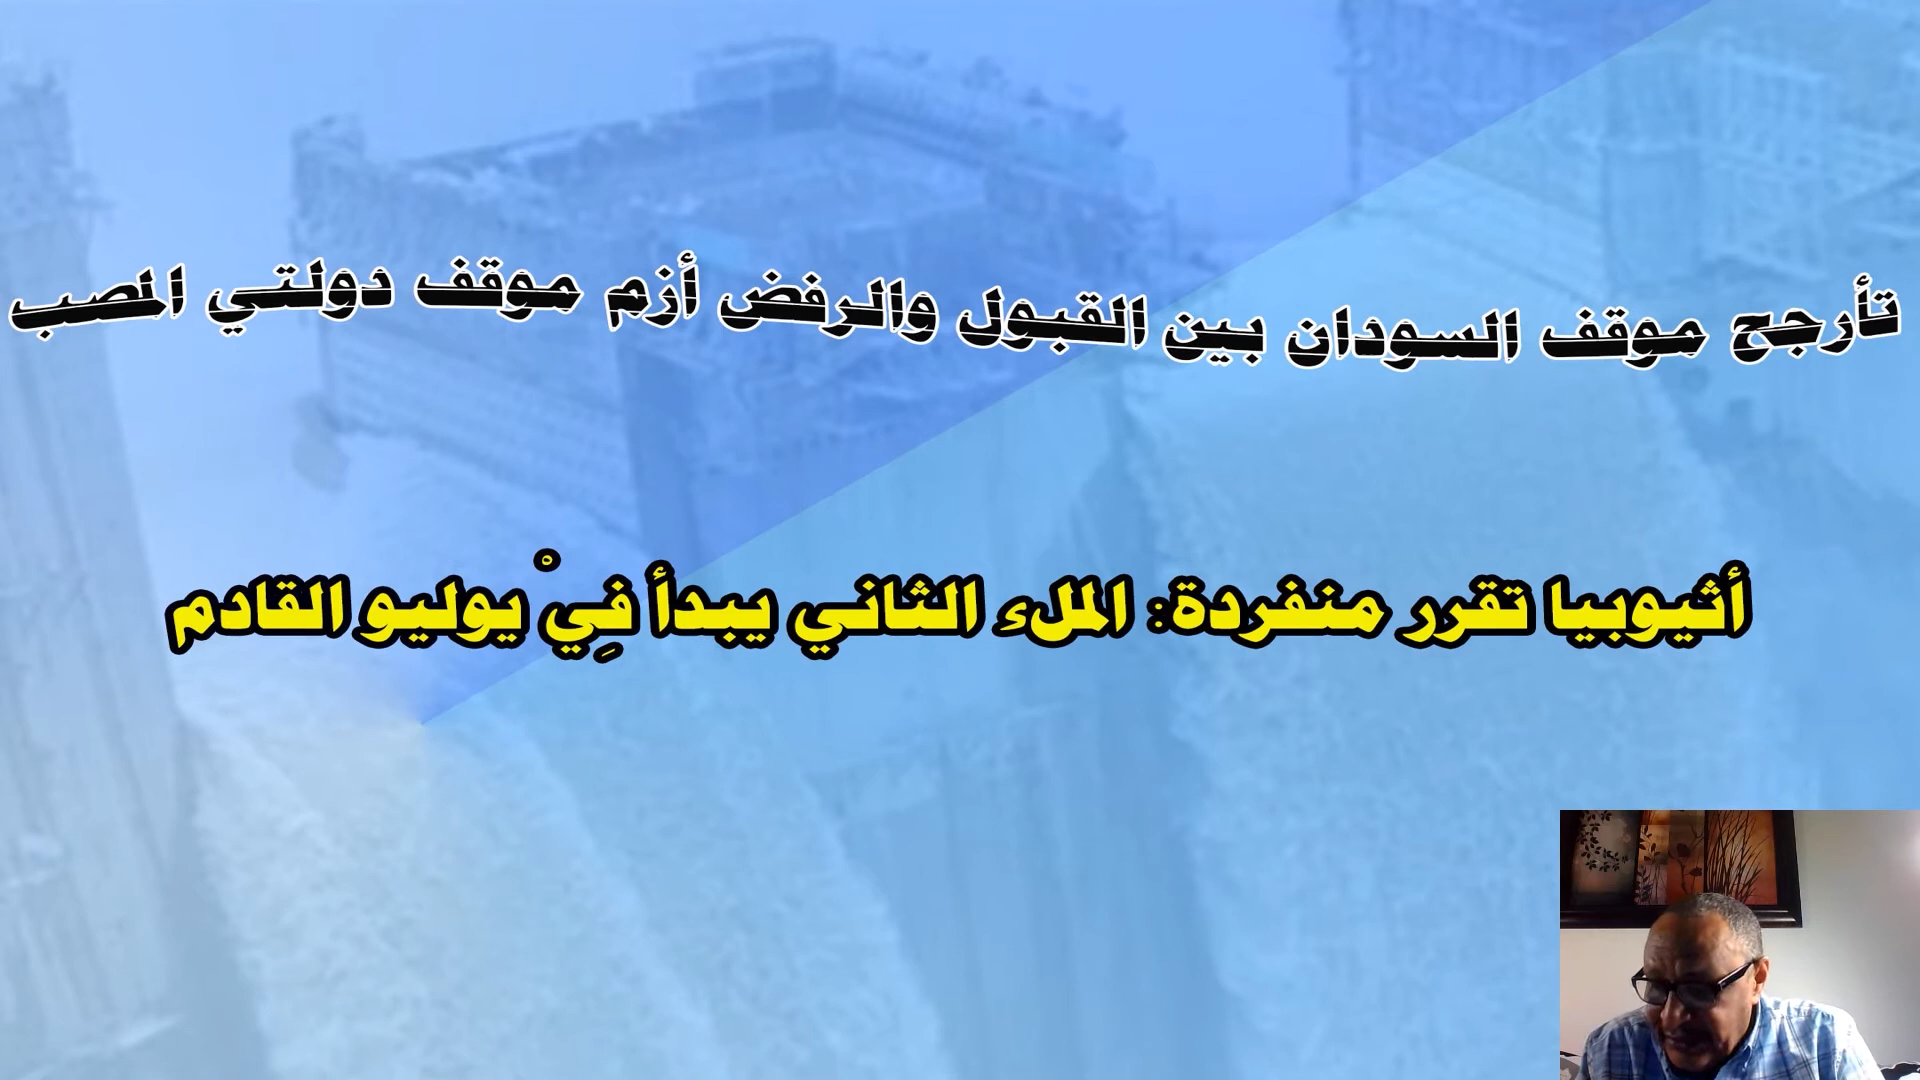 تأرجح موقف السودان بين القبول والرفض أزم موقف دولتي المصب
أثيوبيا تقرر منفردة: الملء الثاني يبدأ فِيْ يوليو القادم